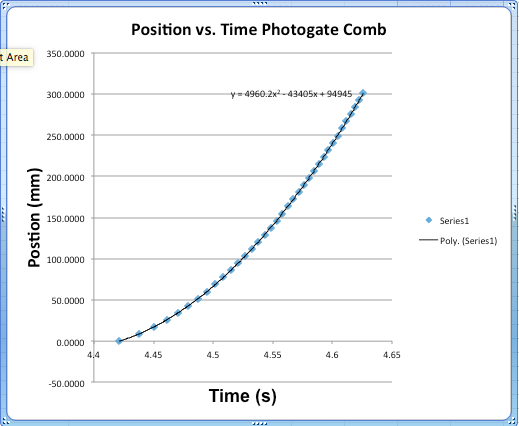 Position vs. Time Photogate Comb
t Area
350.0000
300.0000
y = 4960.2x² - 43405x + 94945
250.0000
200.0000
150.0000
100.0000
50.0000
0.0000
-50.0000
4.4
4.45
4.5
4.55
4.6
4.65
Postion (mm)
Time (s)
Series1
Poly. (Series1)